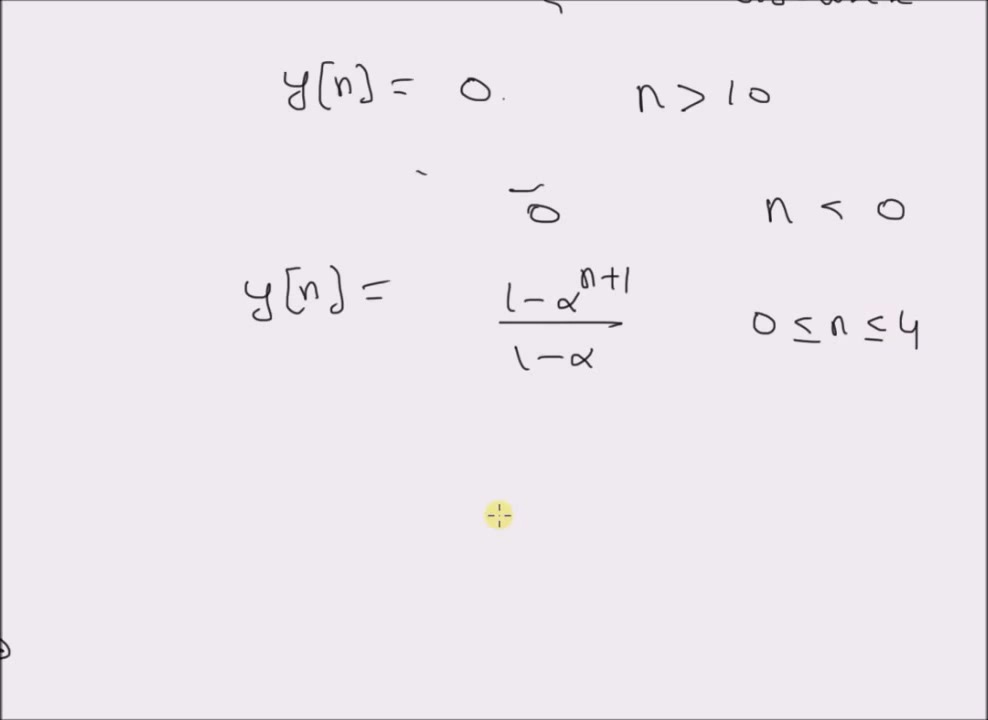 y[n] = 0. n > 10
0 n < 0
y[n] = 1-α^{n+1} / 1-α 0 ≤ n ≤ 4